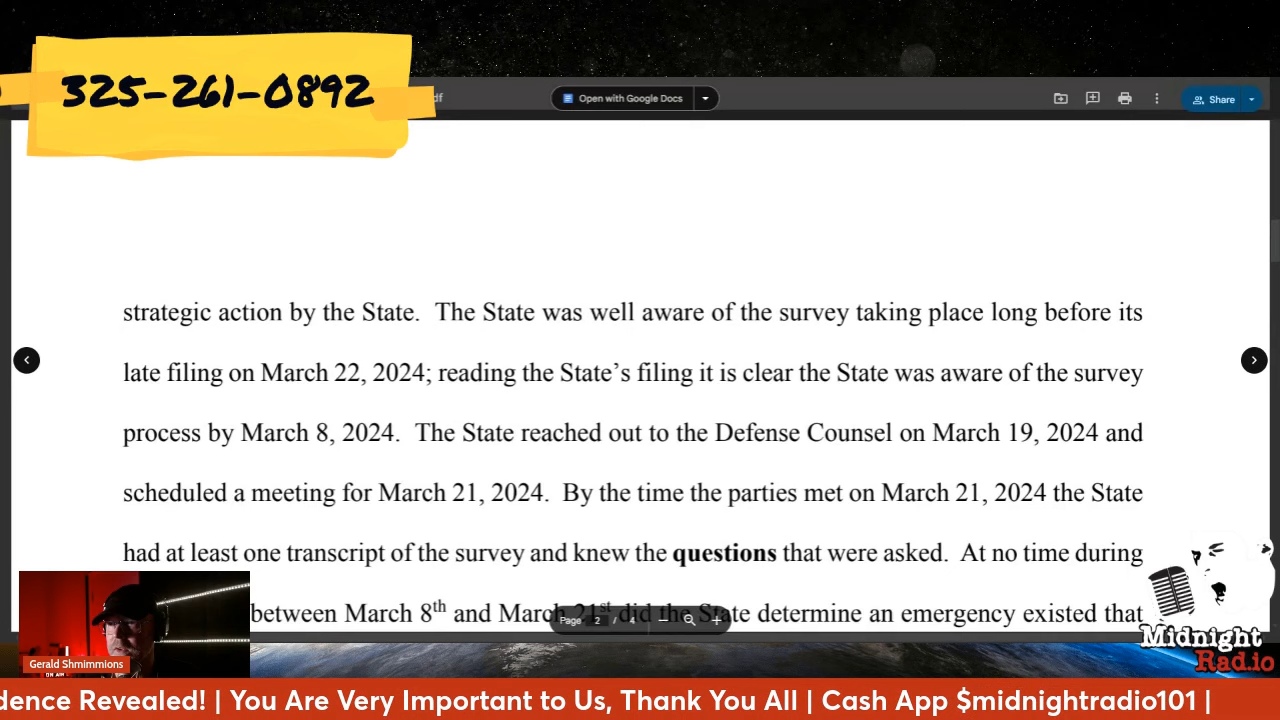 325-261-0892
df
Open with Google Docs
Share
strategic action by the State. The State was well aware of the survey taking place long before its
late filing on March 22, 2024; reading the State’s filing it is clear the State was aware of the survey
process by March 8, 2024. The State reached out to the Defense Counsel on March 19, 2024 and
scheduled a meeting for March 21, 2024. By the time the parties met on March 21, 2024 the State
had at least one transcript of the survey and knew the questions that were asked. At no time during
between March 8th and March 21st did the State determine an emergency existed that
Page 2 / 4
Gerald Shmimmions
ON AIR
Midnight
Rad.io
dence Revealed! | You Are Very Important to Us, Thank You All | Cash App $midnightradio101 |